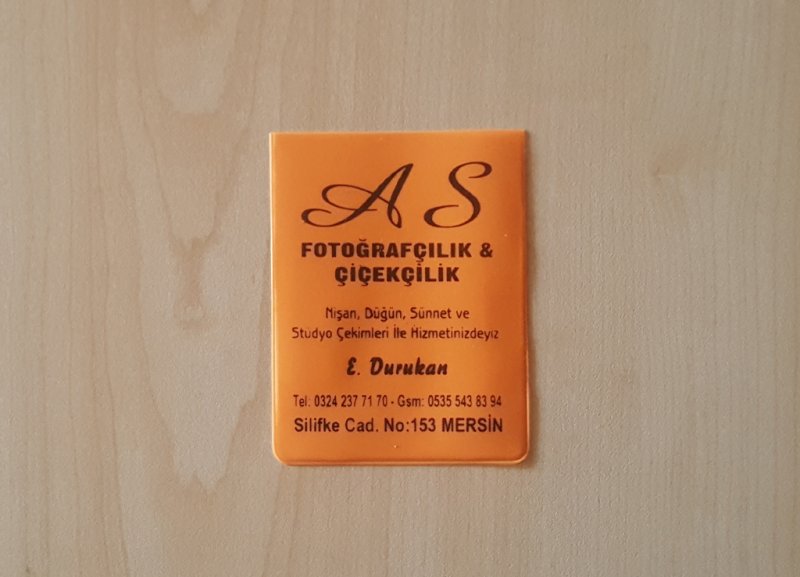 A S
FOTOĞRAFÇILIK &
ÇİÇEKÇİLİK
Nişan, Düğün, Sünnet ve
Stüdyo Çekimleri İle Hizmetinizdeyiz
E. Durukan
Tel: 0324 237 71 70 - Gsm: 0535 543 83 94
Silifke Cad. No:153 MERSİN